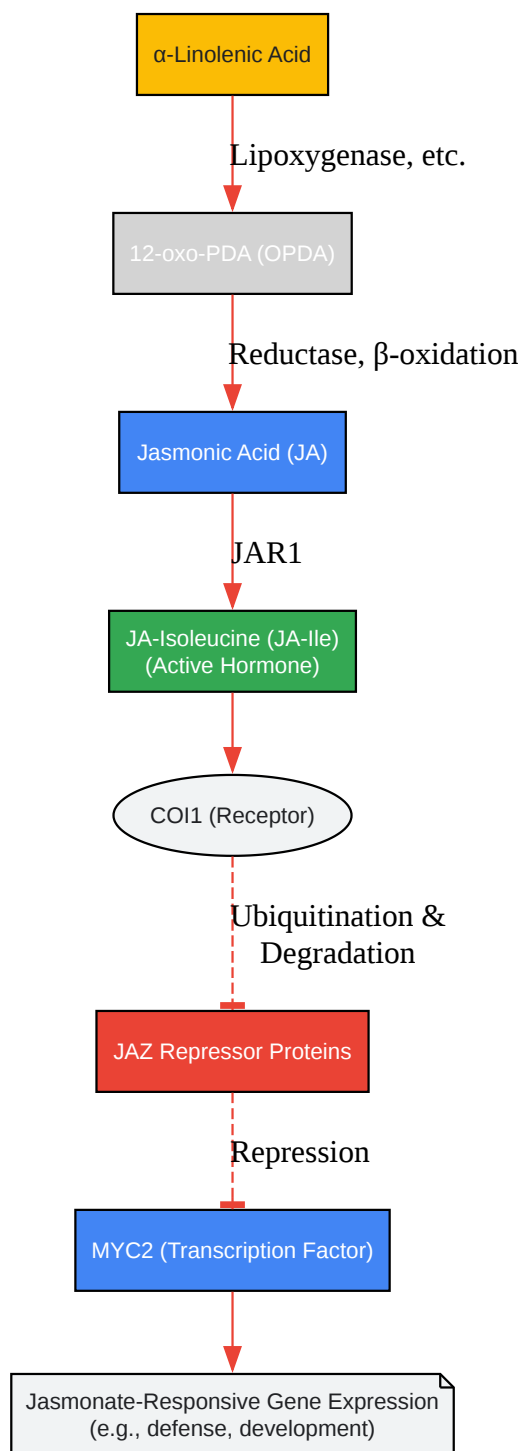 α-Linolenic Acid
Lipoxygenase, etc.
12-oxo-PDA (OPDA)
Reductase, β-oxidation
Jasmonic Acid (JA)
JAR1
JA-Isoleucine (JA-Ile)
(Active Hormone)
COI1 (Receptor)
Ubiquitination &
Degradation
JAZ Repressor Proteins
Repression
MYC2 (Transcription Factor)
Jasmonate-Responsive Gene Expression
(e.g., defense, development)